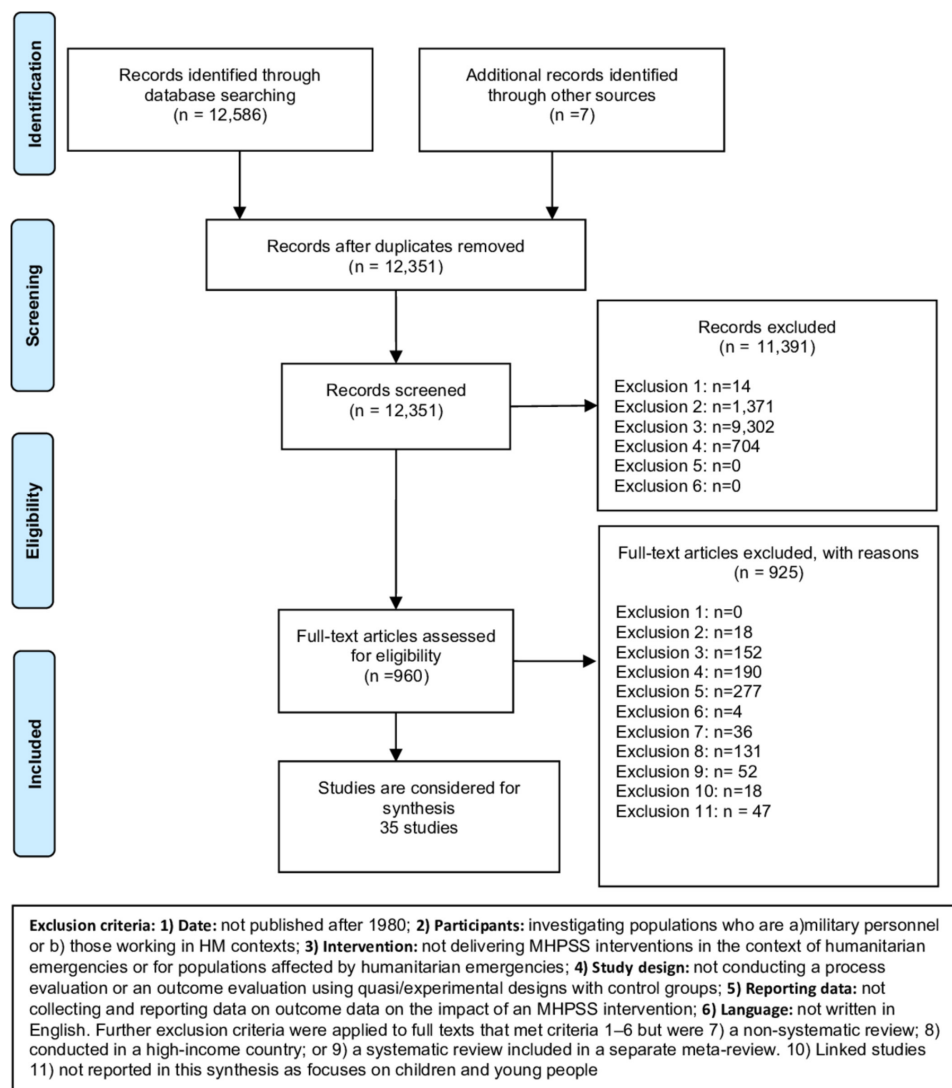 Identification
Records identified through
database searching
(n = 12,586)
Additional records identified
through other sources
(n =7)
Screening
Records after duplicates removed
(n = 12,351)
Records screened
(n = 12,351)
Records excluded
(n = 11,391)
Exclusion 1: n=14
Exclusion 2: n=1,371
Exclusion 3: n=9,302
Exclusion 4: n=704
Exclusion 5: n=0
Exclusion 6: n=0
Eligibility
Full-text articles assessed
for eligibility
(n =960)
Full-text articles excluded, with reasons
(n = 925)
Exclusion 1: n=0
Exclusion 2: n=18
Exclusion 3: n=152
Exclusion 4: n=190
Exclusion 5: n=277
Exclusion 6: n=4
Exclusion 7: n=36
Exclusion 8: n=131
Exclusion 9: n= 52
Exclusion 10: n=18
Exclusion 11: n = 47
Included
Studies are considered for
synthesis
35 studies
Exclusion criteria: 1) Date: not published after 1980; 2) Participants: investigating populations who are a)military personnel
or b) those working in HM contexts; 3) Intervention: not delivering MHPSS interventions in the context of humanitarian
emergencies or for populations affected by humanitarian emergencies; 4) Study design: not conducting a process
evaluation or an outcome evaluation using quasi/experimental designs with control groups; 5) Reporting data: not
collecting and reporting data on outcome data on the impact of an MHPSS intervention; 6) Language: not written in
English. Further exclusion criteria were applied to full texts that met criteria 1–6 but were 7) a non-systematic review; 8)
conducted in a high-income country; or 9) a systematic review included in a separate meta-review. 10) Linked studies
11) not reported in this synthesis as focuses on children and young people